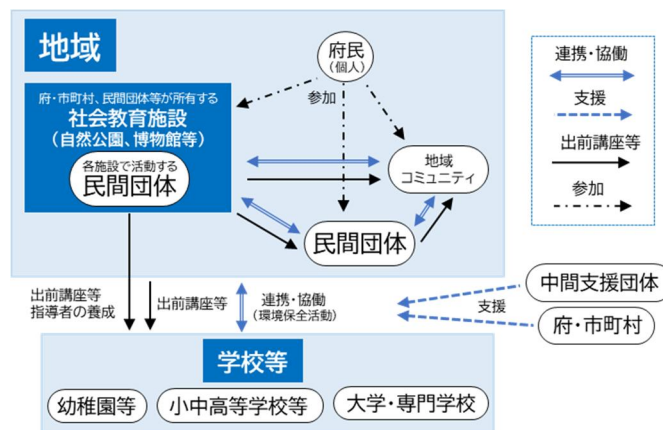 地域
府民
(個人)
参加
府・市町村、民間団体等が所有する
社会教育施設
(自然公園、博物館等)
各施設で活動する
民間団体
地域
コミュニティ
民間団体
連携・協働
支援
出前講座等
参加
出前講座等
指導者の養成
出前講座等
連携・協働
(環境保全活動)
支援
中間支援団体
府・市町村
学校等
幼稚園等
小中高等学校等
大学・専門学校